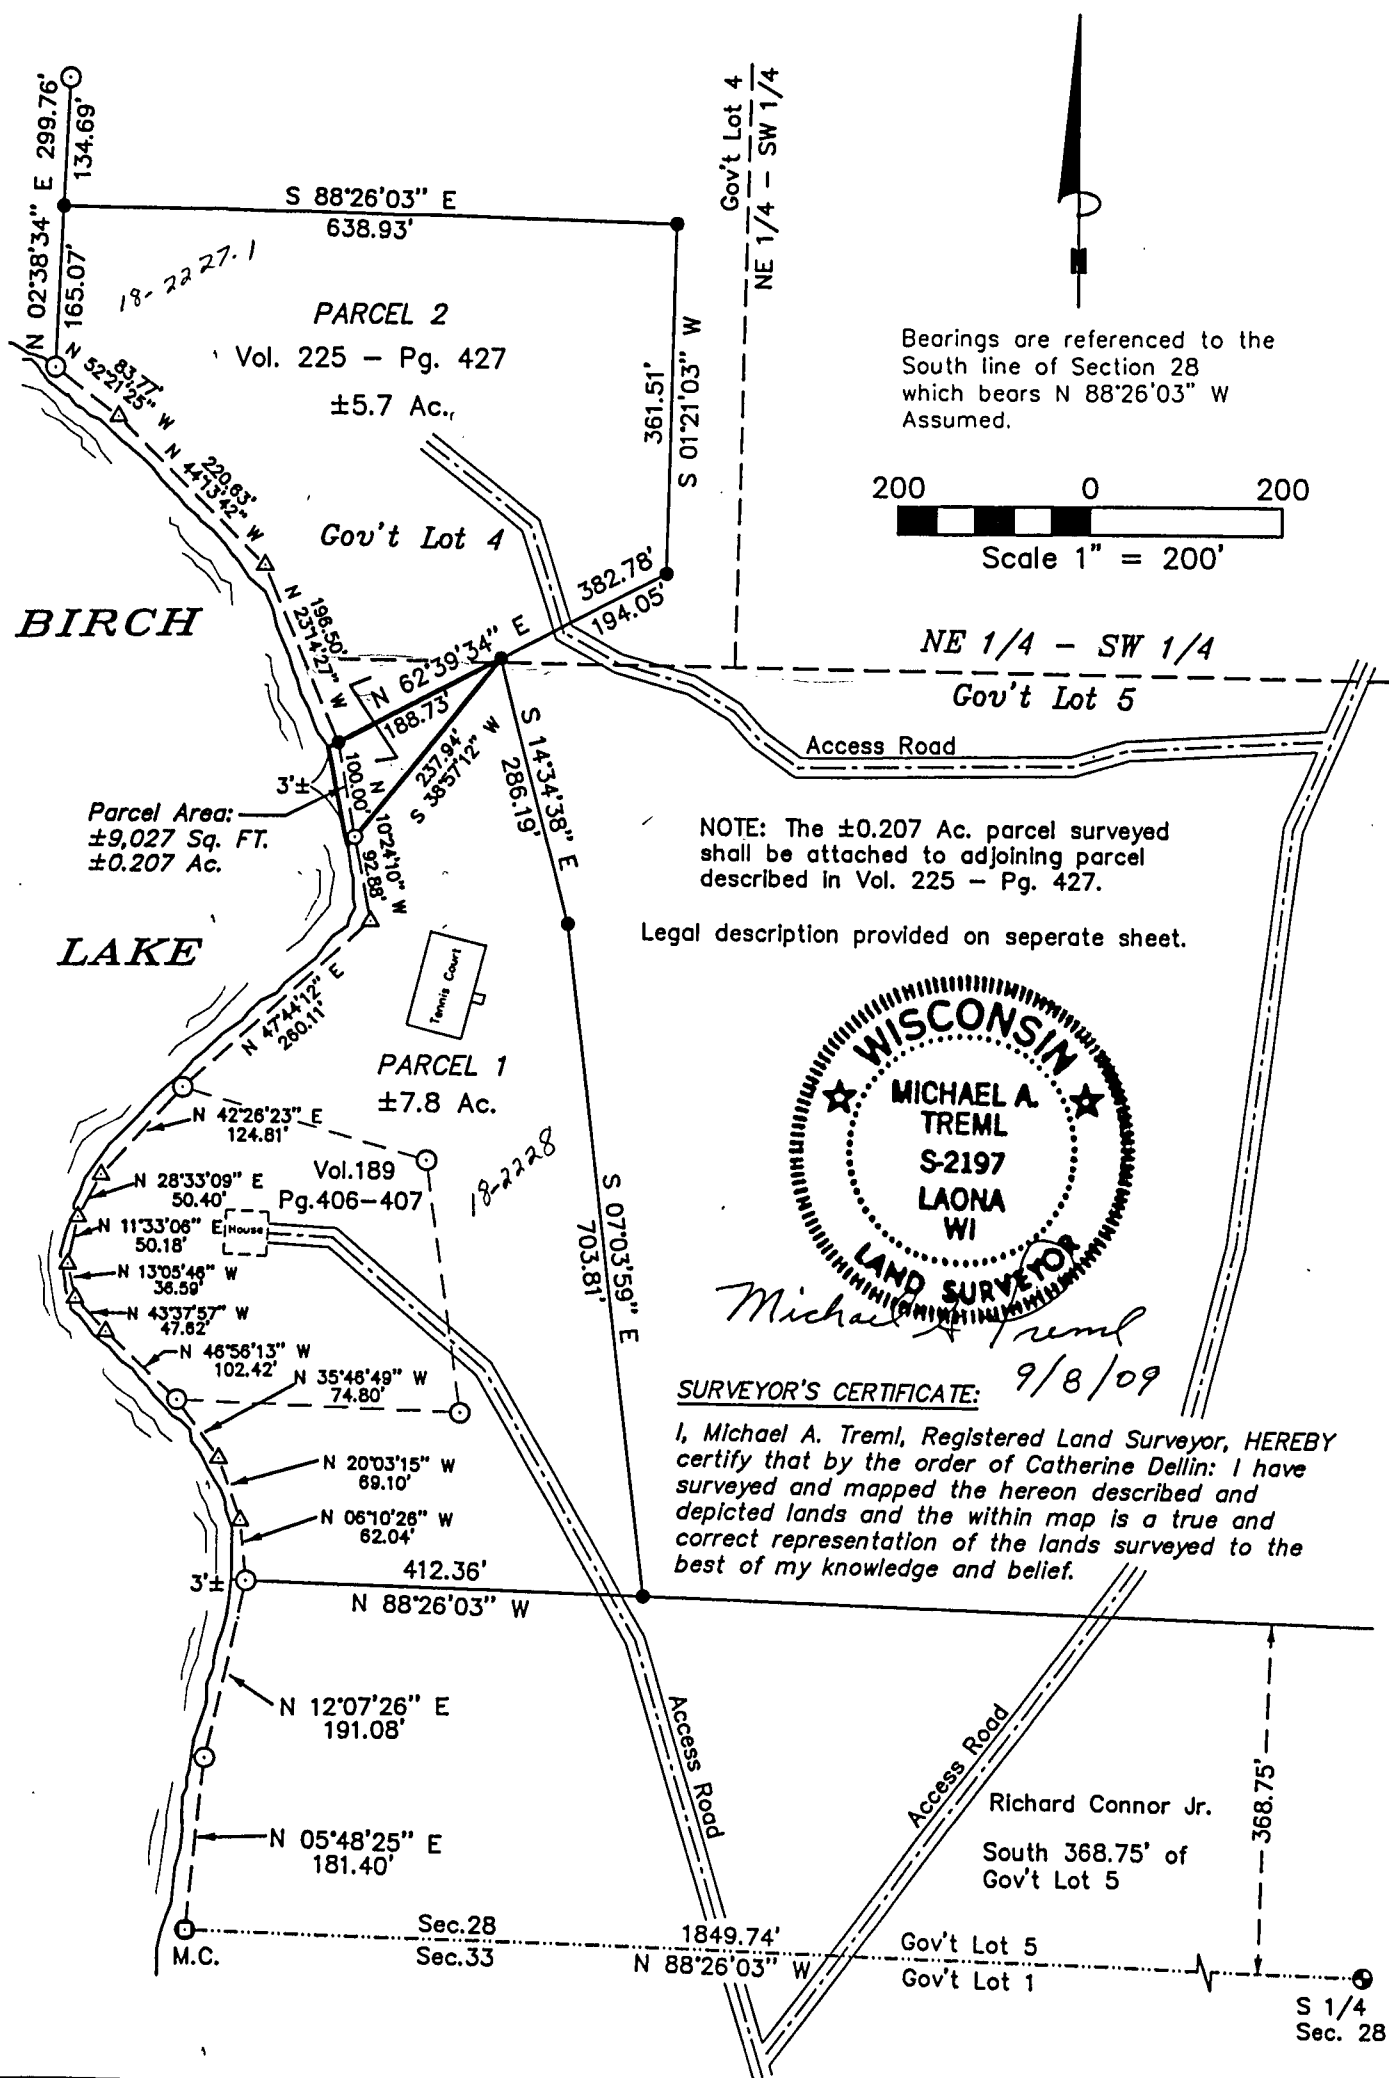 N 02°38'34" E 299.76'
134.69'
165.07'
S 88°26'03" E
638.93'
18-2227.1
PARCEL 2
Vol. 225 – Pg. 427
±5.7 Ac.
Gov't Lot 4
NE 1/4 – SW 1/4
N
Bearings are referenced to the
South line of Section 28
which bears N 88°26'03" W
Assumed.
200 0 200
Scale 1" = 200'
361.51'
S 01°21'03" W
83.77'
N 52°21'25" W
220.63'
N 44°13'42" W
Gov't Lot 4
196.50'
N 23°14'27" W
BIRCH
382.78'
194.05'
N 62°39'34" E
188.73'
NE 1/4 – SW 1/4
Gov't Lot 5
Access Road
237.94'
S 38°57'12" W
S 14°34'38" E
286.19'
3'±
100.00'
N 10°24'10" W
92.88'
Parcel Area:
±9,027 Sq. FT.
±0.207 Ac.
NOTE: The ±0.207 Ac. parcel surveyed
shall be attached to adjoining parcel
described in Vol. 225 – Pg. 427.
Legal description provided on seperate sheet.
LAKE
N 47°44'12" E
260.11'
Tennis Court
PARCEL 1
±7.8 Ac.
WISCONSIN
MICHAEL A.
TREML
S-2197
LAONA
WI
LAND SURVEYOR
N 42°26'23" E
124.81'
N 28°33'09" E
50.40'
Vol.189
Pg.406–407
18-2228
N 11°33'06" E
50.18'
House
N 13°05'46" W
36.59'
N 43°37'57" W
47.62'
N 46°56'13" W
102.42'
N 35°46'49" W
74.80'
S 07°03'59" E
703.81'
Michael A Treml
9/8/09
SURVEYOR'S CERTIFICATE:
I, Michael A. Treml, Registered Land Surveyor, HEREBY
certify that by the order of Catherine Dellin: I have
surveyed and mapped the hereon described and
depicted lands and the within map is a true and
correct representation of the lands surveyed to the
best of my knowledge and belief.
N 20°03'15" W
69.10'
N 06°10'26" W
62.04'
3'±
412.36'
N 88°26'03" W
N 12°07'26" E
191.08'
Access Road
Access Road
Richard Connor Jr.
South 368.75' of
Gov't Lot 5
368.75'
N 05°48'25" E
181.40'
M.C.
Sec.28
Sec.33
1849.74'
N 88°26'03" W
Gov't Lot 5
Gov't Lot 1
S 1/4
Sec. 28